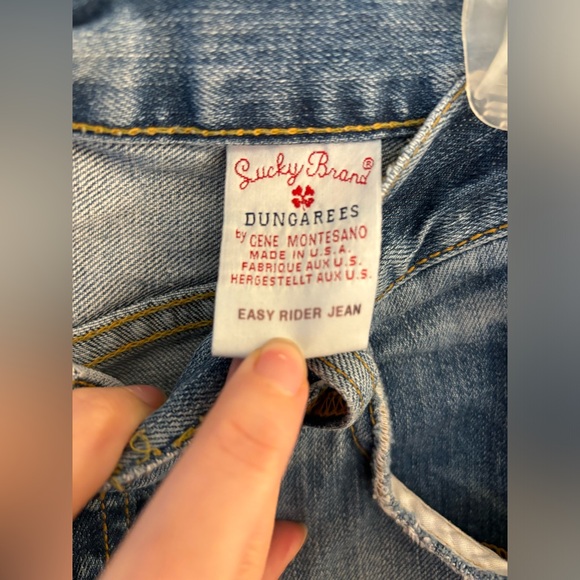 Lucky Brand®
DUNGAREES
by GENE MONTESANO
MADE IN U.S.A.
FABRIQUE AUX U.S.
HERGESTELLT AUX U.S.
EASY RIDER JEAN